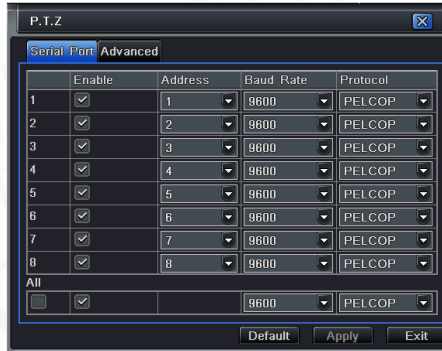 P.T.Z
Serial Port Advanced
Enable Address Baud Rate Protocol
1 1 9600 PELCOP
2 2 9600 PELCOP
3 3 9600 PELCOP
4 4 9600 PELCOP
5 5 9600 PELCOP
6 6 9600 PELCOP
7 7 9600 PELCOP
8 8 9600 PELCOP
All
9600 PELCOP
Default Apply Exit